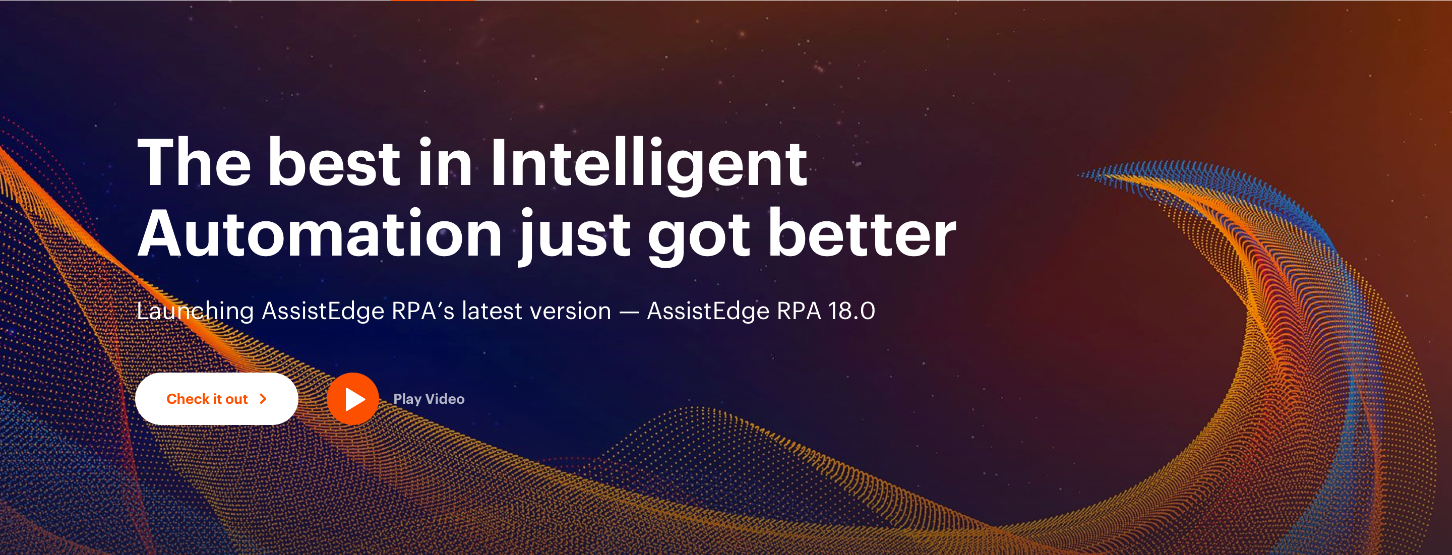 The best in Intelligent
Automation just got better
Launching AssistEdge RPA’s latest version — AssistEdge RPA 18.0
Check it out
Play Video